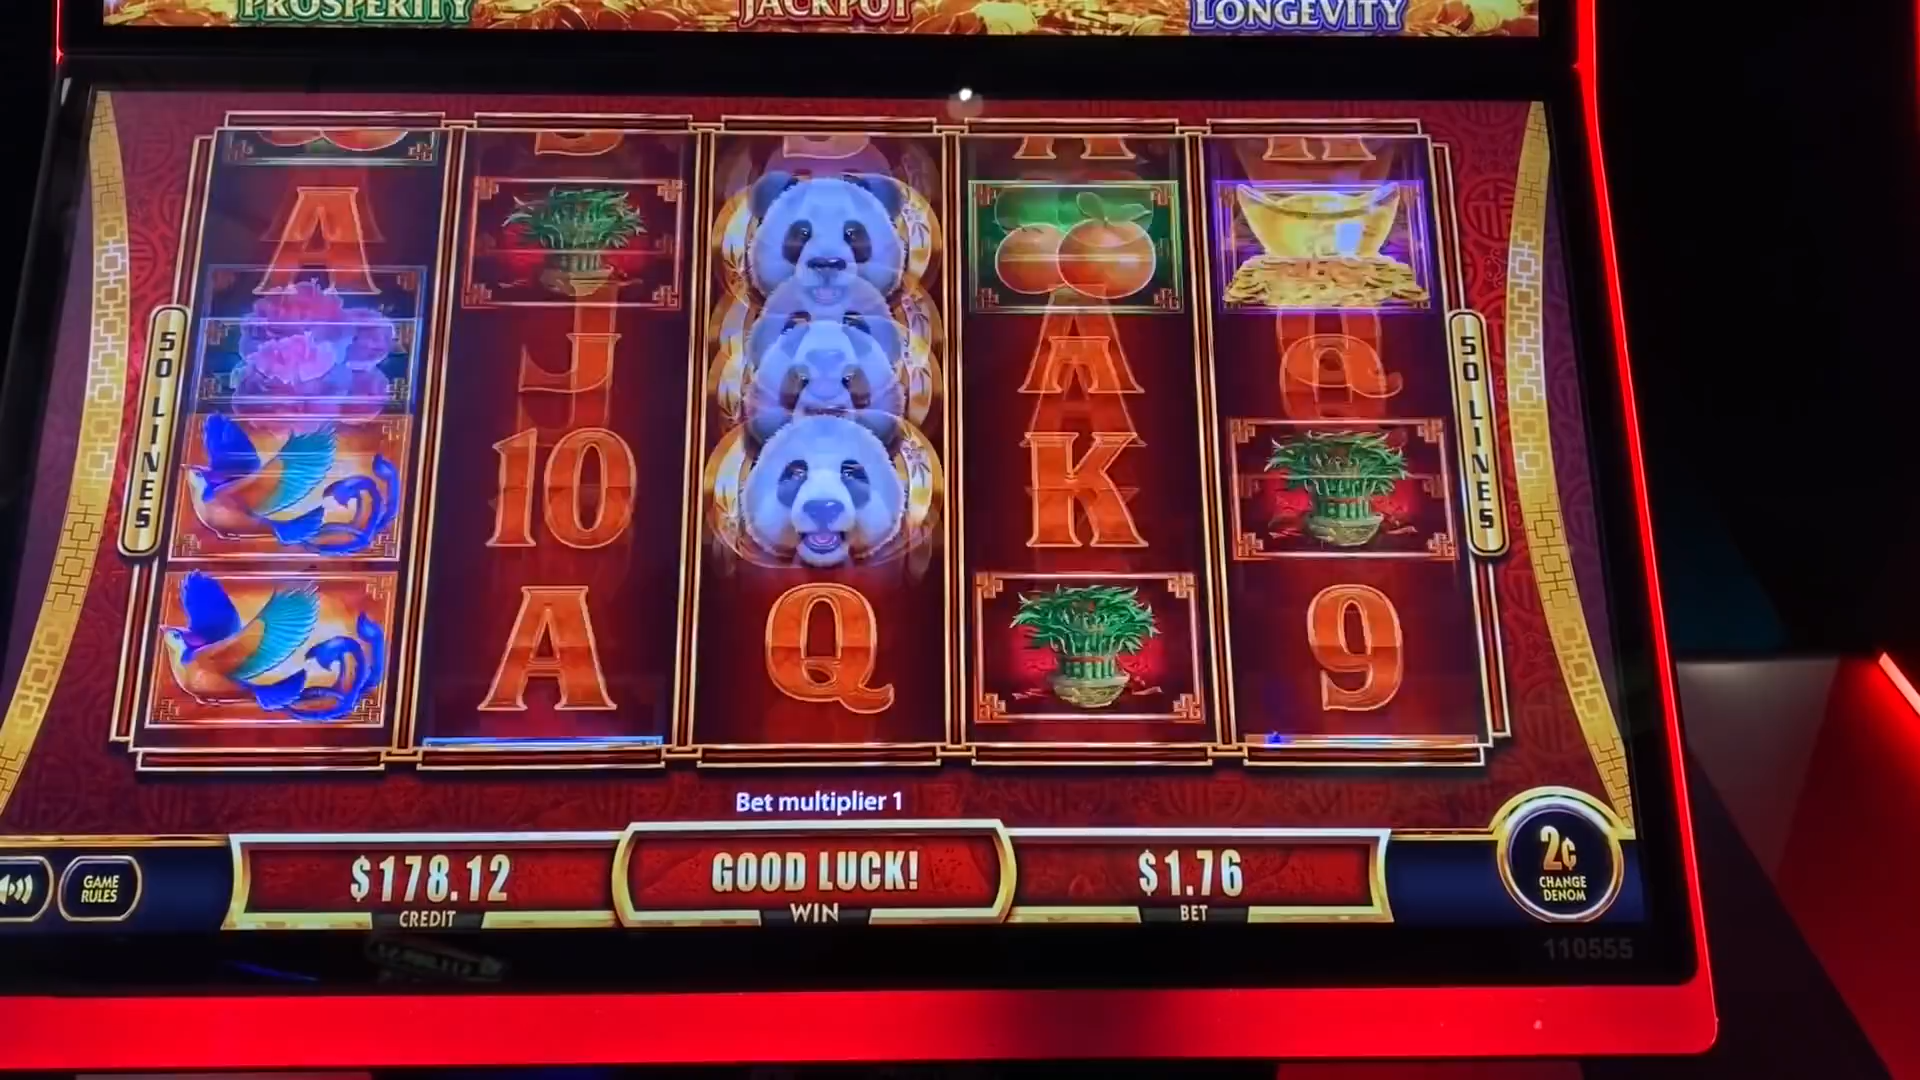 PROSPERITY JACKPOT LONGEVITY
A
J Q
A
50 LINES 50 LINES
10 K
A Q 9
Bet multiplier 1
$178.12 GOOD LUCK! $1.76 2¢
GAME RULES CHANGE DENOM
CREDIT WIN BET
110555